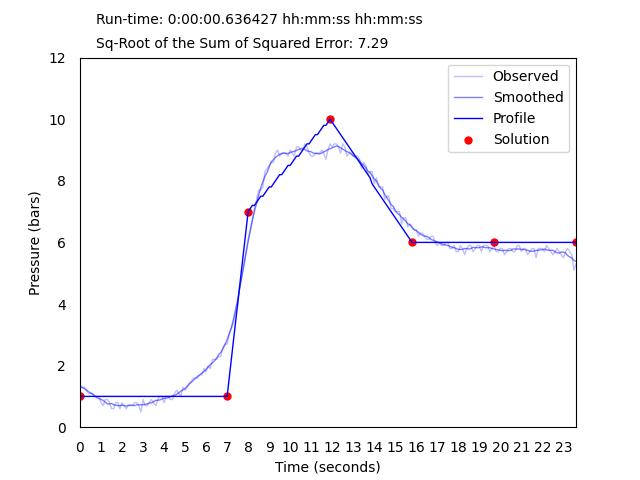 Run-time: 0:00:00.636427 hh:mm:ss hh:mm:ss
Sq-Root of the Sum of Squared Error: 7.29
Observed
Smoothed
Profile
Solution
Pressure (bars)
12
10
8
6
4
2
0
0 1 2 3 4 5 6 7 8 9 10 11 12 13 14 15 16 17 18 19 20 21 22 23
Time (seconds)